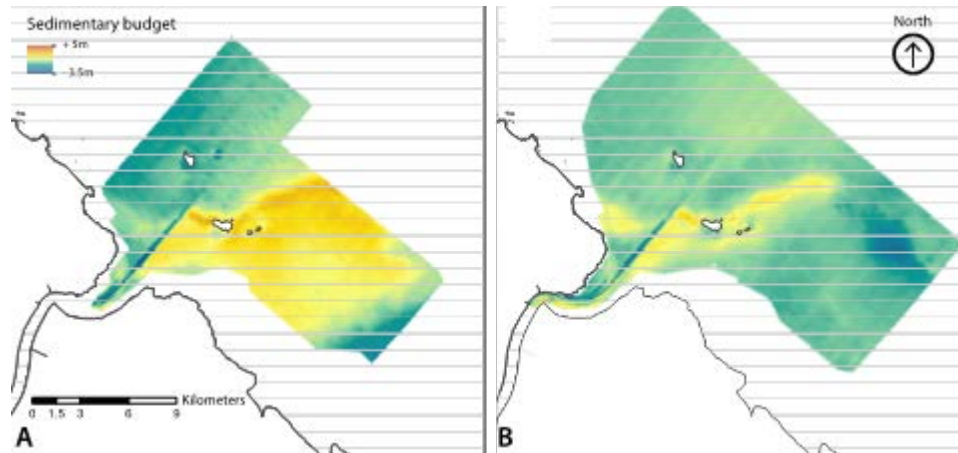 Sedimentary budget
+ 5m
- 3.5m
North
0 1.5 3 6 9 Kilometers
A
B